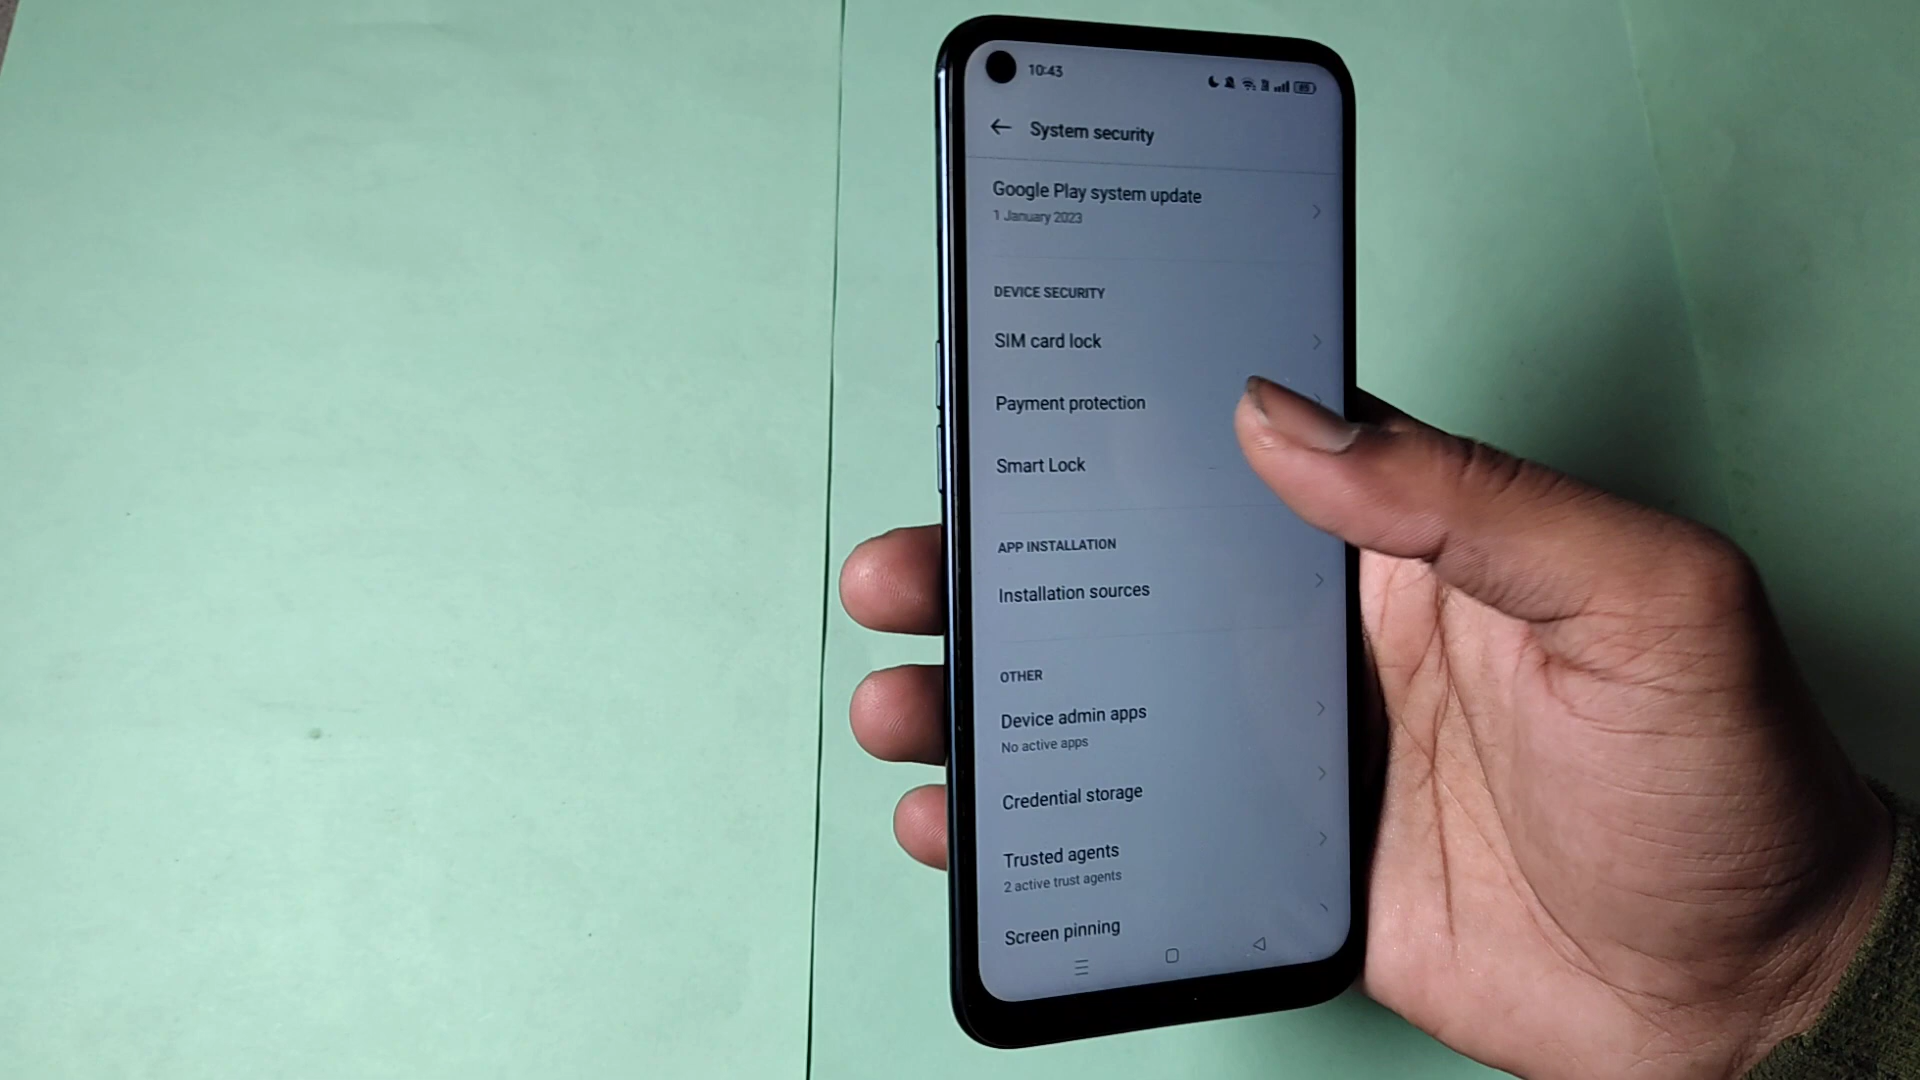 10:43
85
System security
Google Play system update
1 January 2023
DEVICE SECURITY
SIM card lock
Payment protection
Smart Lock
APP INSTALLATION
Installation sources
OTHER
Device admin apps
No active apps
Credential storage
Trusted agents
2 active trust agents
Screen pinning